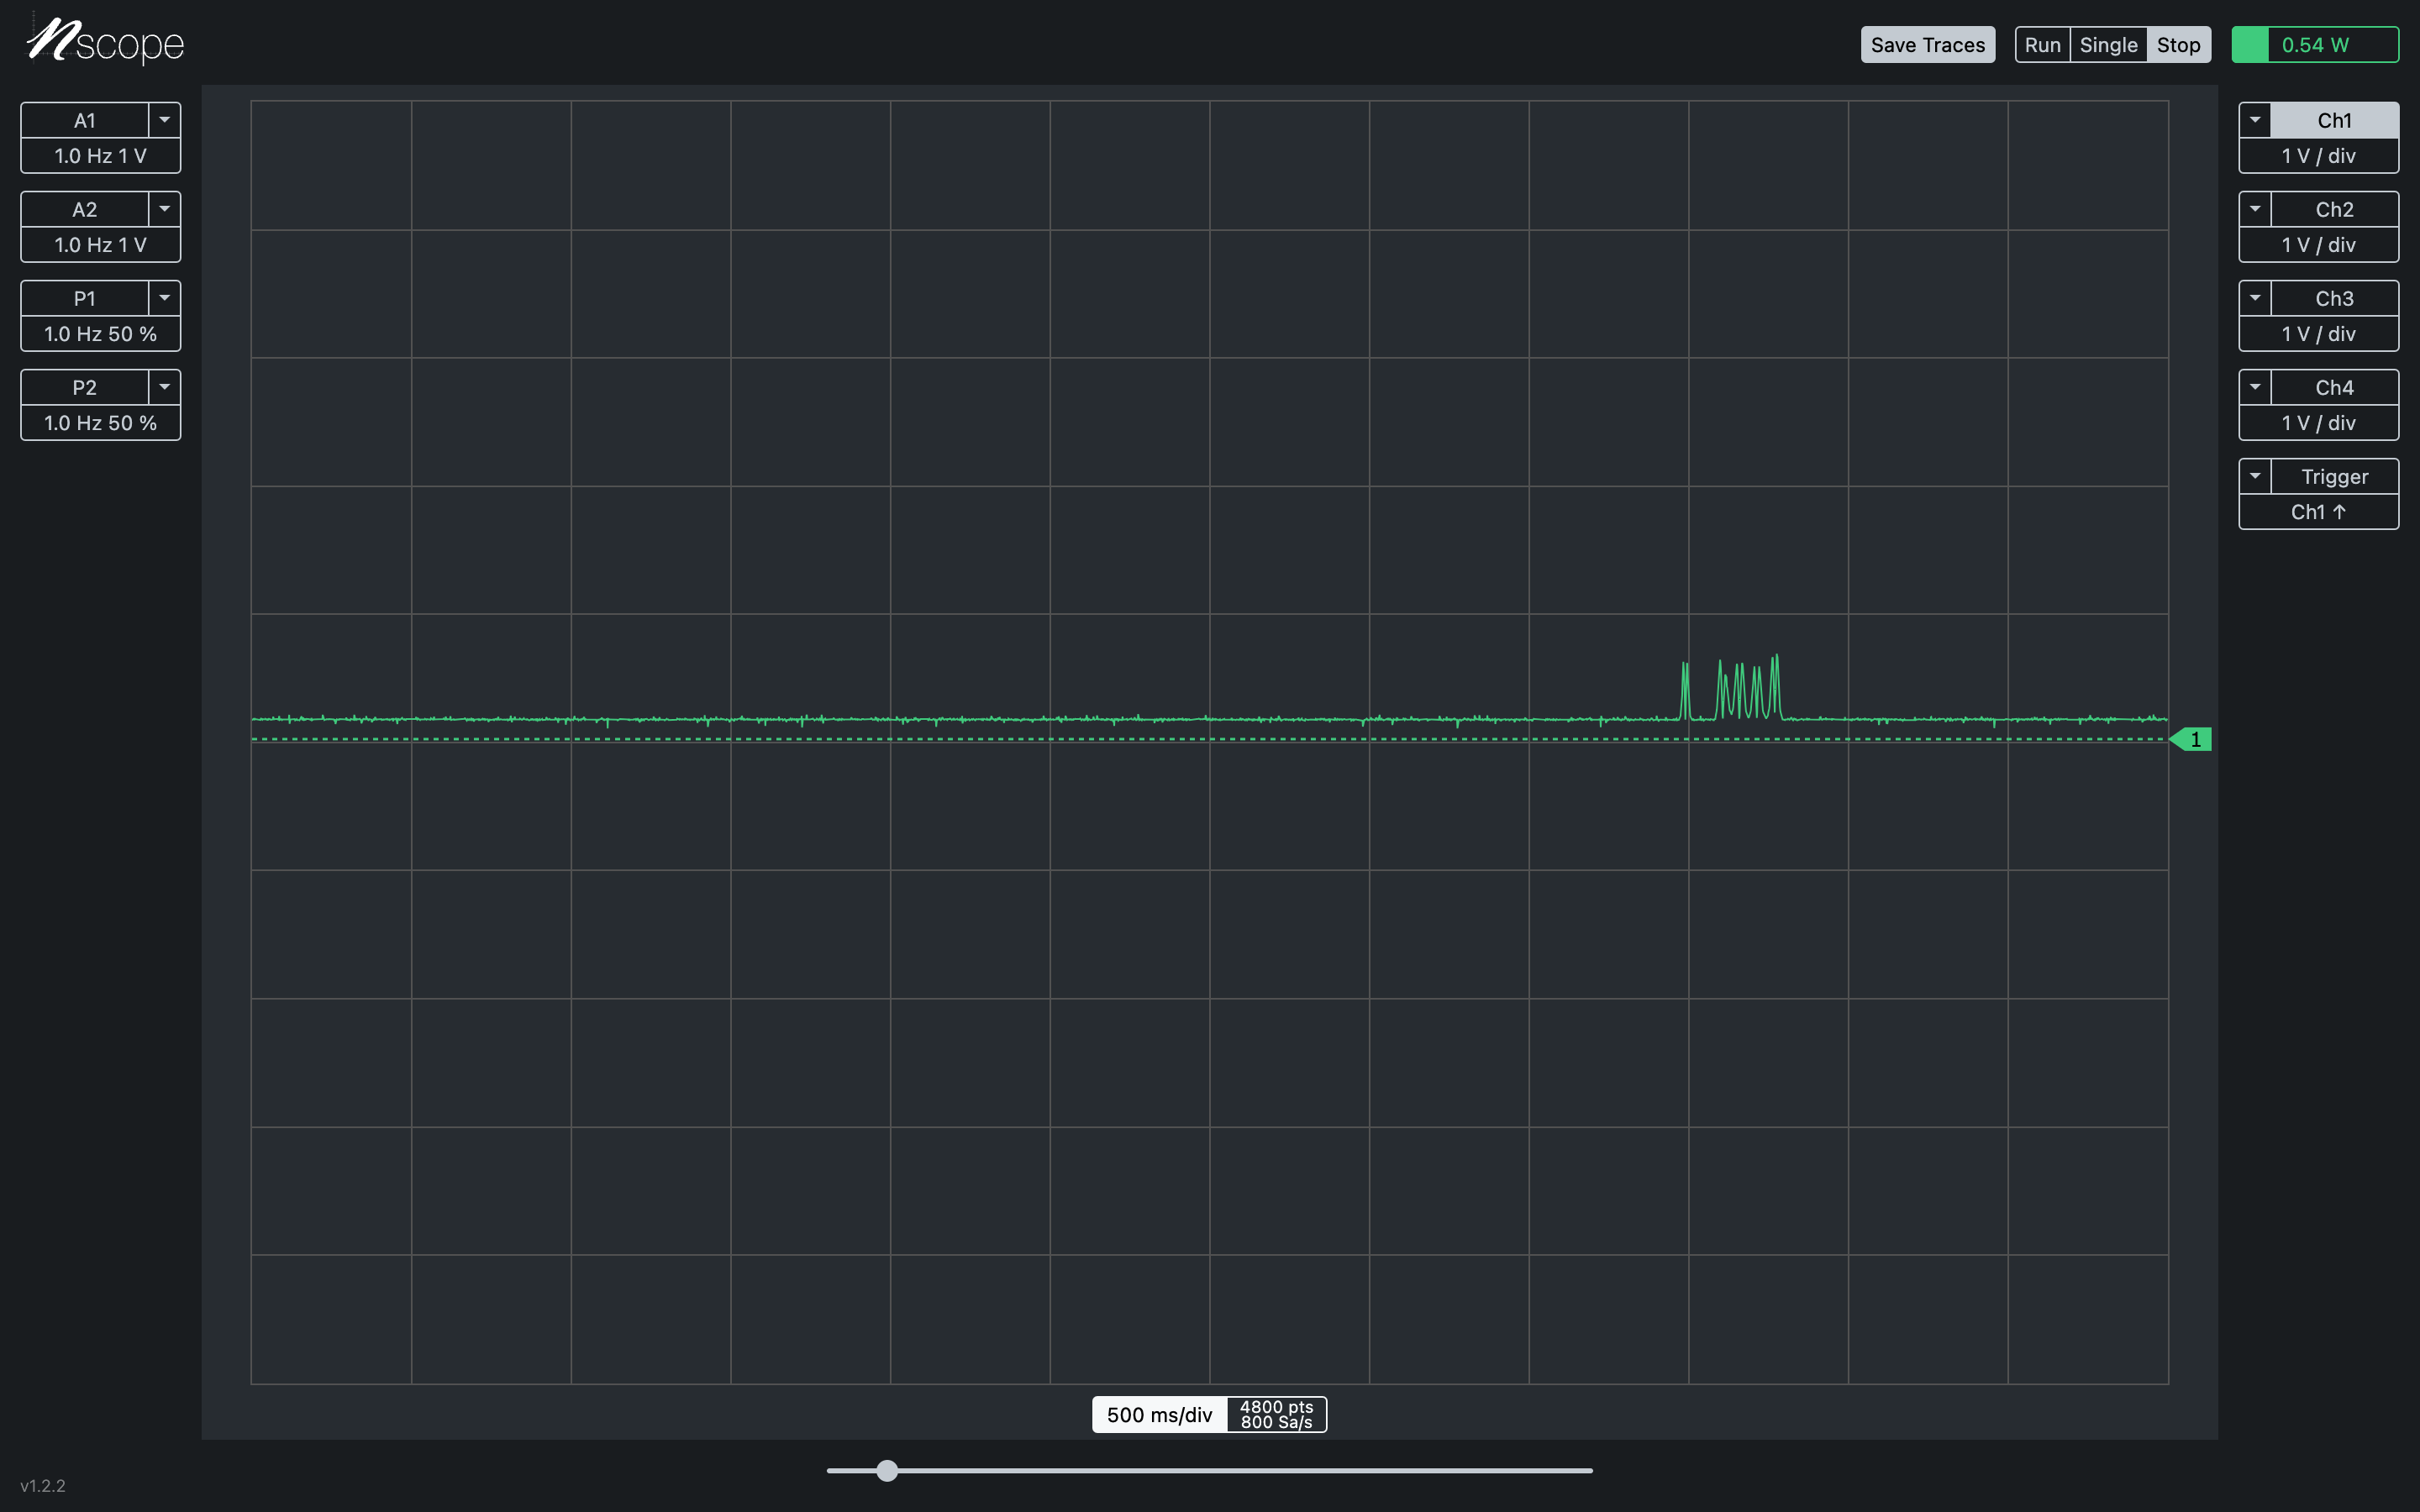 nscope
Save Traces
Run Single Stop
0.54 W
A1
1.0 Hz 1 V
A2
1.0 Hz 1 V
P1
1.0 Hz 50 %
P2
1.0 Hz 50 %
Ch1
1 V / div
Ch2
1 V / div
Ch3
1 V / div
Ch4
1 V / div
Trigger
Ch1 ↑
1
500 ms/div
4800 pts
800 Sa/s
v1.2.2